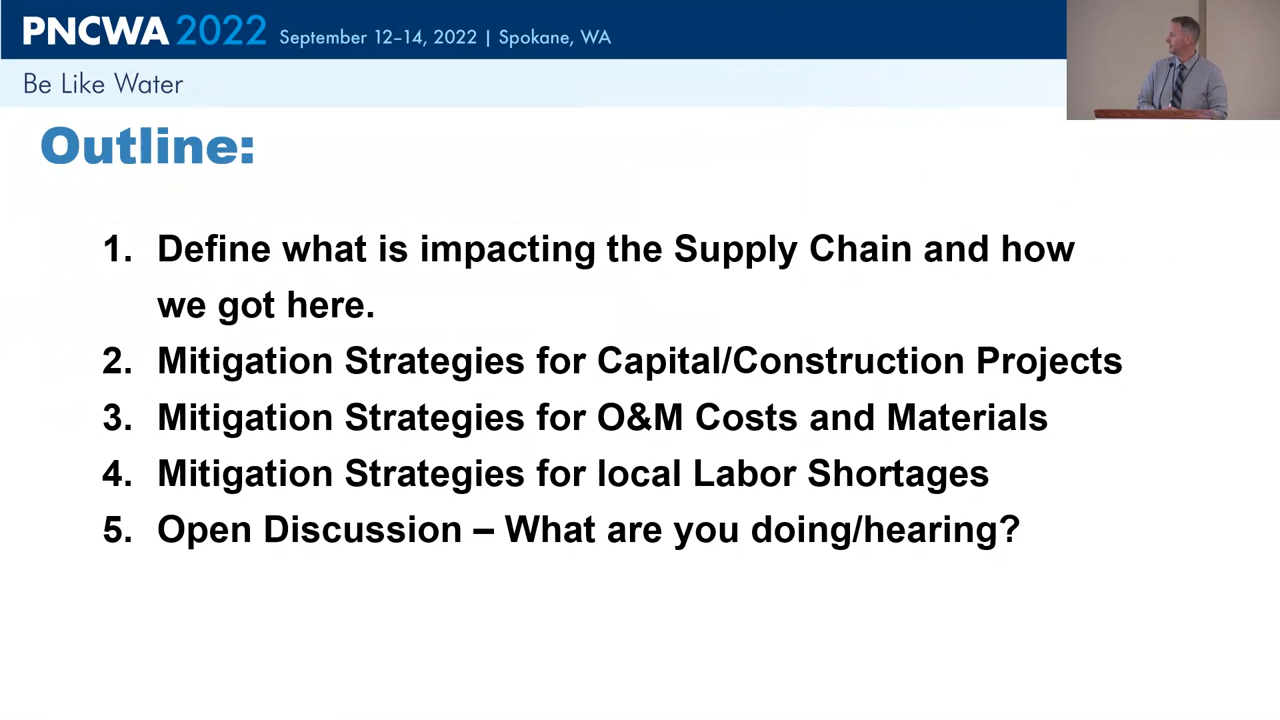 PNCWA 2022 September 12–14, 2022 | Spokane, WA
Be Like Water
Outline:
1. Define what is impacting the Supply Chain and how
we got here.
2. Mitigation Strategies for Capital/Construction Projects
3. Mitigation Strategies for O&M Costs and Materials
4. Mitigation Strategies for local Labor Shortages
5. Open Discussion – What are you doing/hearing?